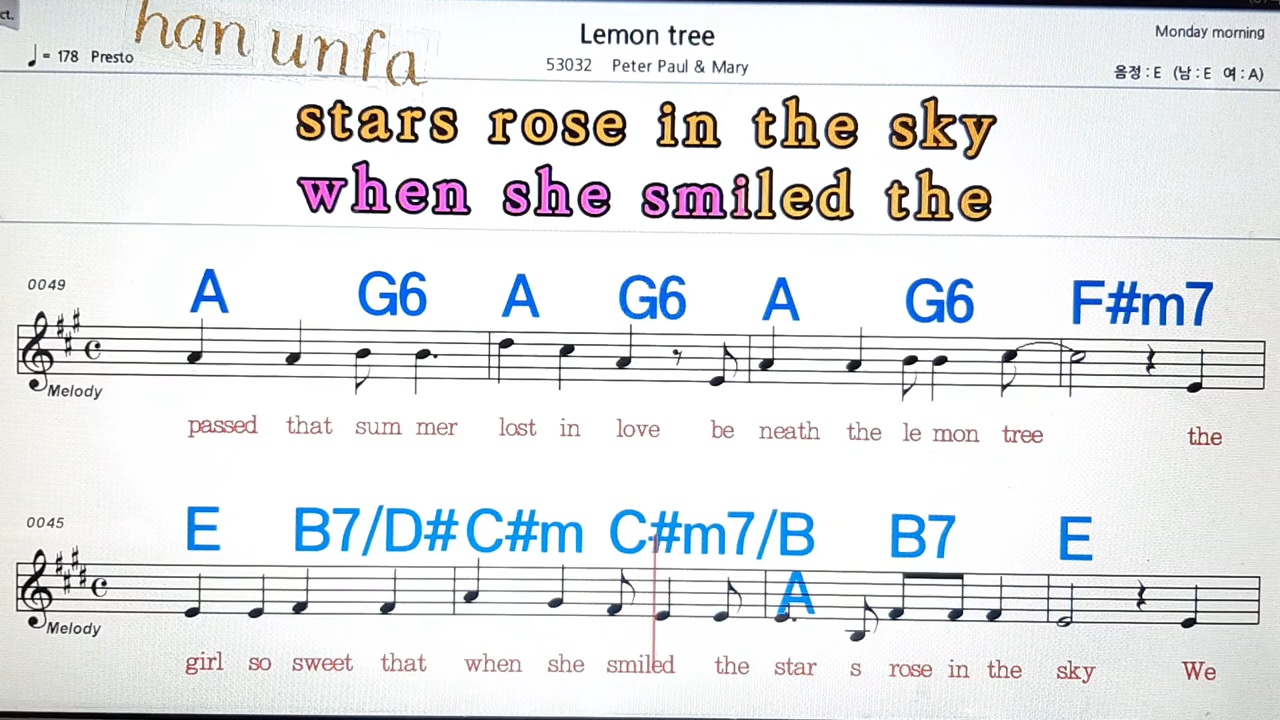 ct.
han unfa
Lemon tree
Monday morning
♩ = 178 Presto
53032 Peter Paul & Mary
음정 : E (남 : E 여 : A)
stars rose in the sky
when she smiled the
0049
A G6 A G6 A G6 F#m7
Melody
passed that sum mer lost in love be neath the le mon tree the
0045
E B7/D# C#m C#m7/B B7 E
A
Melody
girl so sweet that when she smiled the star s rose in the sky We